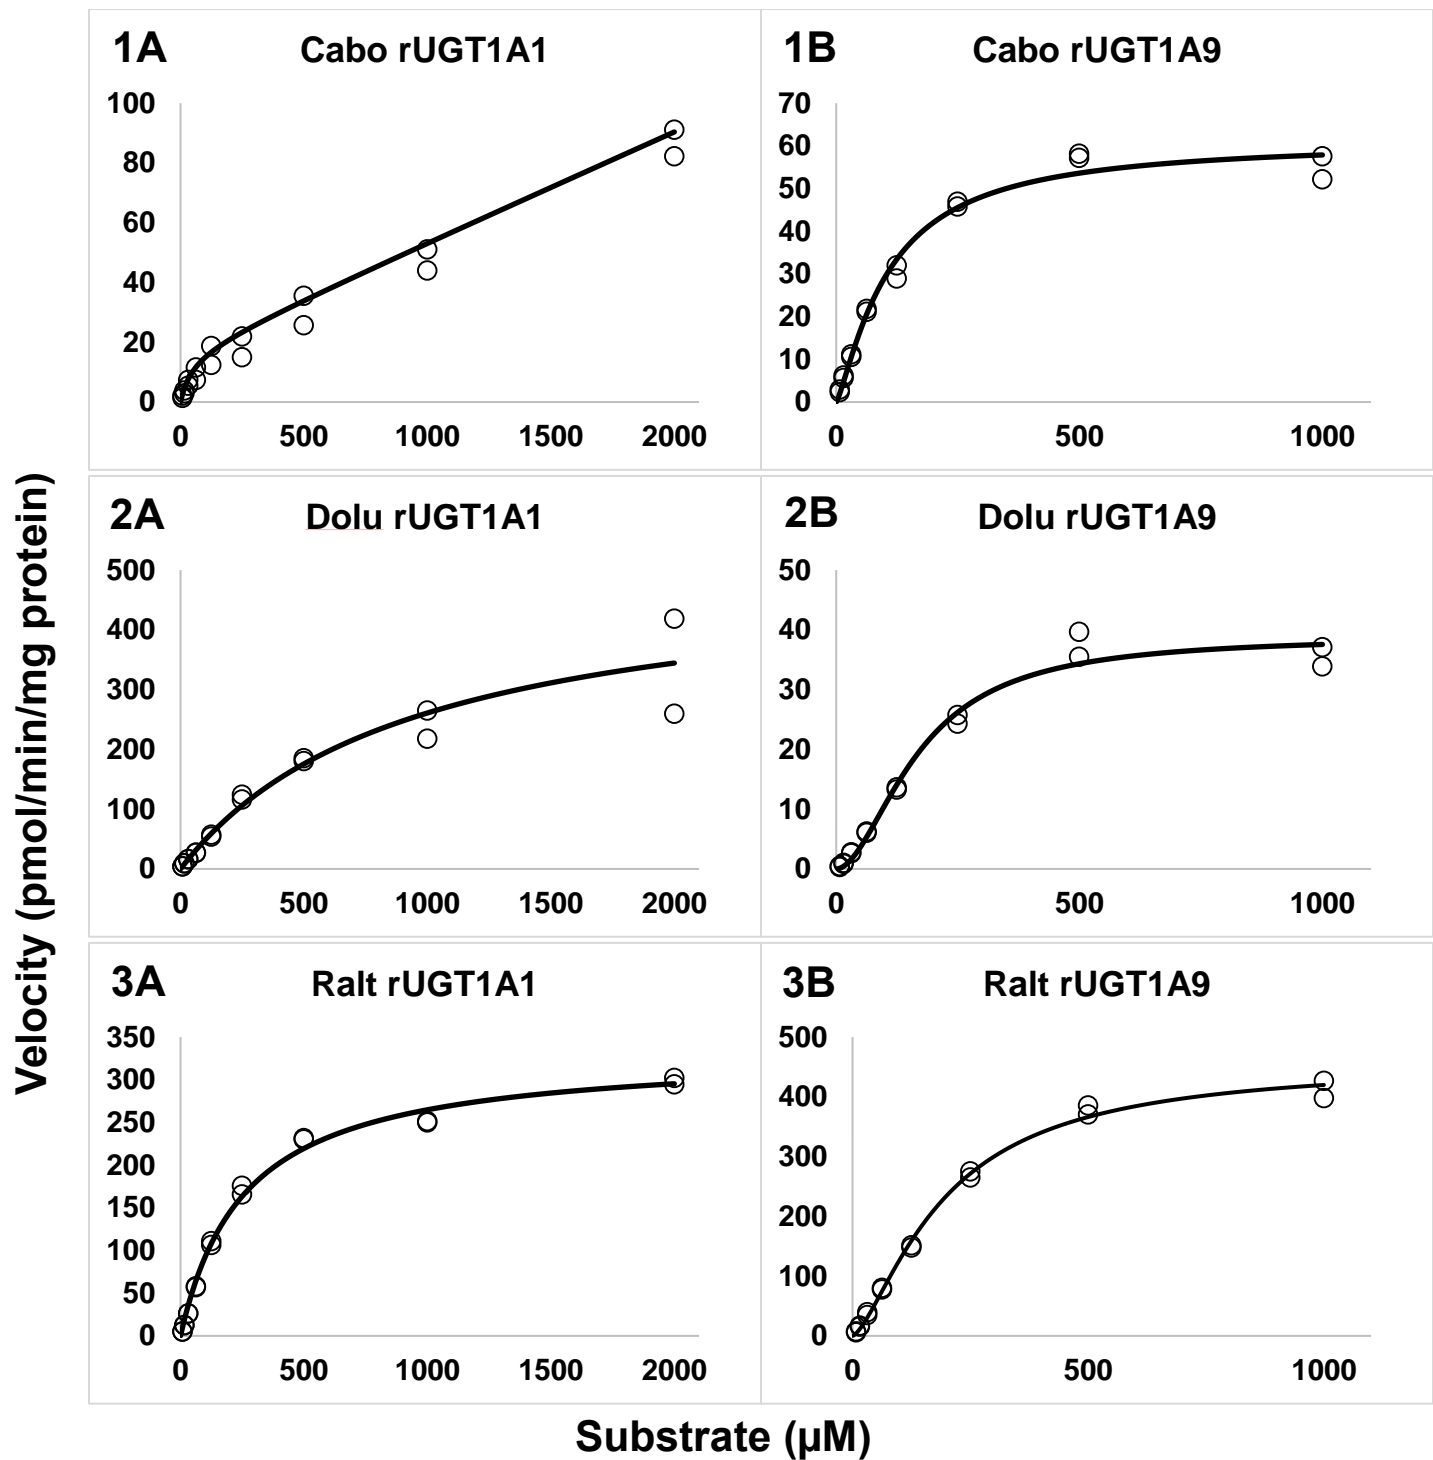 1A
Cabo rUGT1A1
100
80
60
40
20
0
0 500 1000 1500 2000
1B
Cabo rUGT1A9
70
60
50
40
30
20
10
0
0 500 1000
2A
Dolu rUGT1A1
500
400
300
200
100
0
0 500 1000 1500 2000
2B
Dolu rUGT1A9
50
40
30
20
10
0
0 500 1000
3A
Ralt rUGT1A1
350
300
250
200
150
100
50
0
0 500 1000 1500 2000
3B
Ralt rUGT1A9
500
400
300
200
100
0
0 500 1000
Velocity (pmol/min/mg protein)
Substrate (µM)